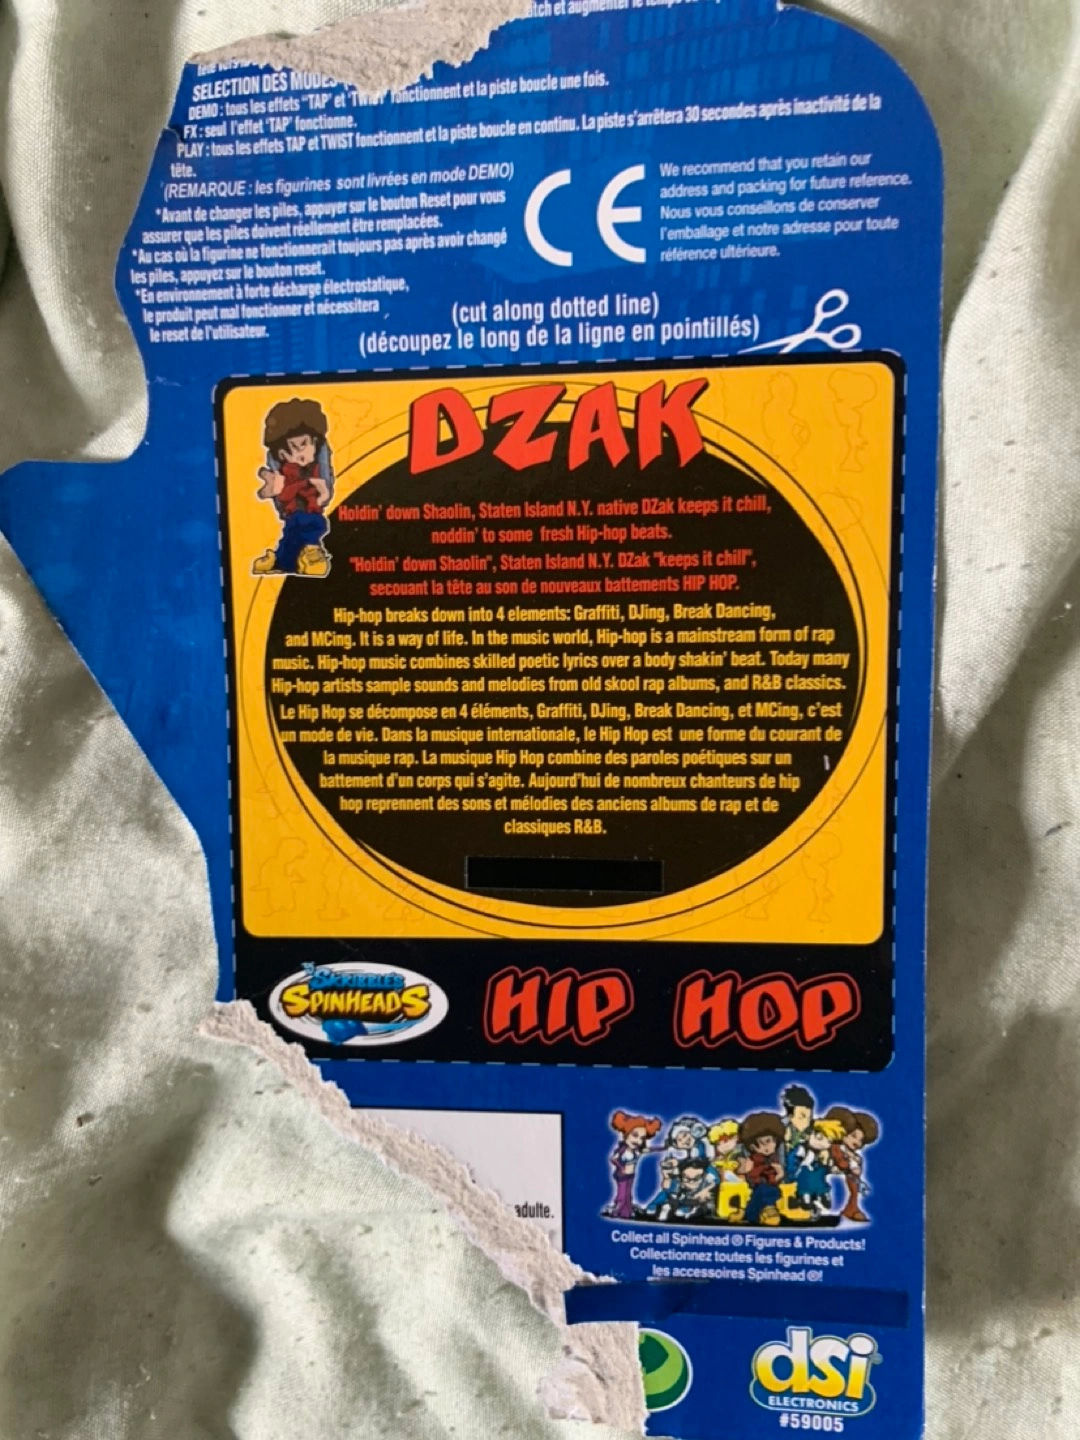 itch et augmenter le temps
SELECTION DES MODES
DEMO : tous les effets "TAP' et 'TWIST' fonctionnent et la piste boucle une fois.
FX : seul l'effet 'TAP' fonctionne.
PLAY : tous les effets TAP et TWIST fonctionnent et la piste boucle en continu. La piste s'arrêtera 30 secondes après inactivité de la
tête.
(REMARQUE : les figurines sont livrées en mode DEMO)
*Avant de changer les piles, appuyer sur le bouton Reset pour vous
assurer que les piles doivent réellement être remplacées.
*Au cas où la figurine ne fonctionnerait toujours pas après avoir changé
les piles, appuyez sur le bouton reset.
*En environnement à forte décharge électrostatique,
le produit peut mal fonctionner et nécessitera
le reset de l'utilisateur.
CE
We recommend that you retain our
address and packing for future reference.
Nous vous conseillons de conserver
l'emballage et notre adresse pour toute
référence ultérieure.
(cut along dotted line)
(découpez le long de la ligne en pointillés)
DZAK
Holdin' down Shaolin, Staten Island N.Y. native DZak keeps it chill,
noddin' to some fresh Hip-hop beats.
"Holdin' down Shaolin", Staten Island N.Y. DZak "keeps it chill",
secouant la tête au son de nouveaux battements HIP HOP.
Hip-hop breaks down into 4 elements: Graffiti, DJing, Break Dancing,
and MCing. It is a way of life. In the music world, Hip-hop is a mainstream form of rap
music. Hip-hop music combines skilled poetic lyrics over a body shakin' beat. Today many
Hip-hop artists sample sounds and melodies from old skool rap albums, and R&B classics.
Le Hip Hop se décompose en 4 éléments, Graffiti, DJing, Break Dancing, et MCing, c'est
un mode de vie. Dans la musique internationale, le Hip Hop est une forme du courant de
la musique rap. La musique Hip Hop combine des paroles poétiques sur un
battement d'un corps qui s'agite. Aujourd'hui de nombreux chanteurs de hip
hop reprennent des sons et mélodies des anciens albums de rap et de
classiques R&B.
SKRIBBLE'S
SPINHEADS
HIP HOP
adulte.
Collect all Spinhead ® Figures & Products!
Collectionnez toutes les figurines et
les accessoires Spinhead ®!
dsi
ELECTRONICS
#59005